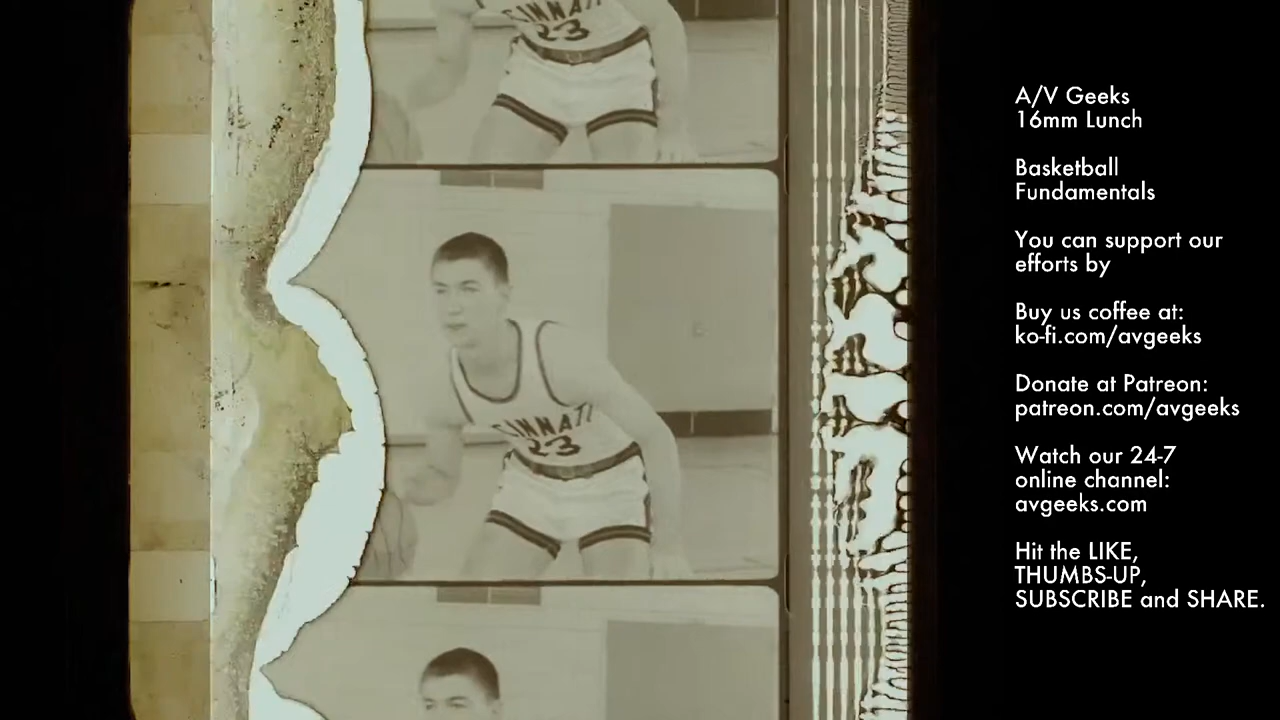 CINNATI
23
CINNATI
23
A/V Geeks
16mm Lunch
Basketball
Fundamentals
You can support our
efforts by
Buy us coffee at:
ko-fi.com/avgeeks
Donate at Patreon:
patreon.com/avgeeks
Watch our 24-7
online channel:
avgeeks.com
Hit the LIKE,
THUMBS-UP,
SUBSCRIBE and SHARE.